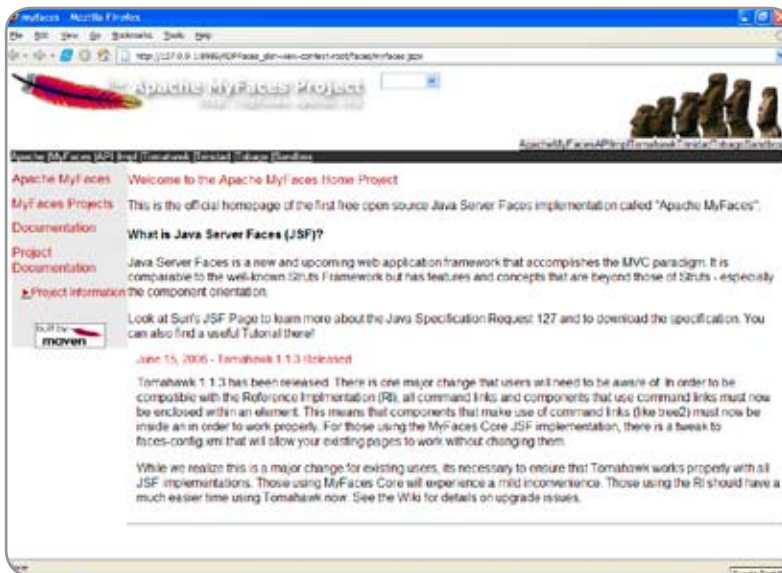 myfaces - Mozilla Firefox
File Edit View Go Bookmarks Tools Help
Apache MyFaces Project
ApacheMyFacesAPIImplTomahawkTrinidadTobagoSandbox
Apache |MyFaces |API |Impl |Tomahawk |Trinidad |Tobago |Sandbox
Apache MyFaces
MyFaces Projects
Documentation
Project
Documentation
Project Information
built by
maven
Welcome to the Apache MyFaces Home Project
This is the official homepage of the first free open source Java Server Faces implementation called "Apache MyFaces".
What is Java Server Faces (JSF)?
Java Server Faces is a new and upcoming web application framework that accomplishes the MVC paradigm. It is
comparable to the well-known Struts Framework but has features and concepts that are beyond those of Struts - especially
the component orientation.
Look at Sun's JSF Page to learn more about the Java Specification Request 127 and to download the specification. You
can also find a useful Tutorial there!
June 15, 2006 - Tomahawk 1.1.3 Released
Tomahawk 1.1.3 has been released. There is one major change that users will need to be aware of. In order to be
compatible with the Reference Implmentation (RI), all command links and components that use command links must now
be enclosed within an element. This means that components that make use of command links (like tree2) must now be
inside an in order to work properly. For those using the MyFaces Core JSF implementation, there is a tweak to
faces-config.xml that will allow your existing pages to work without changing them.
While we realize this is a major change for existing users, its necessary to ensure that Tomahawk works properly with all
JSF implementations. Those using MyFaces Core will experience a mild inconvenience. Those using the RI should have a
much easier time using Tomahawk now. See the Wiki for details on upgrade issues.